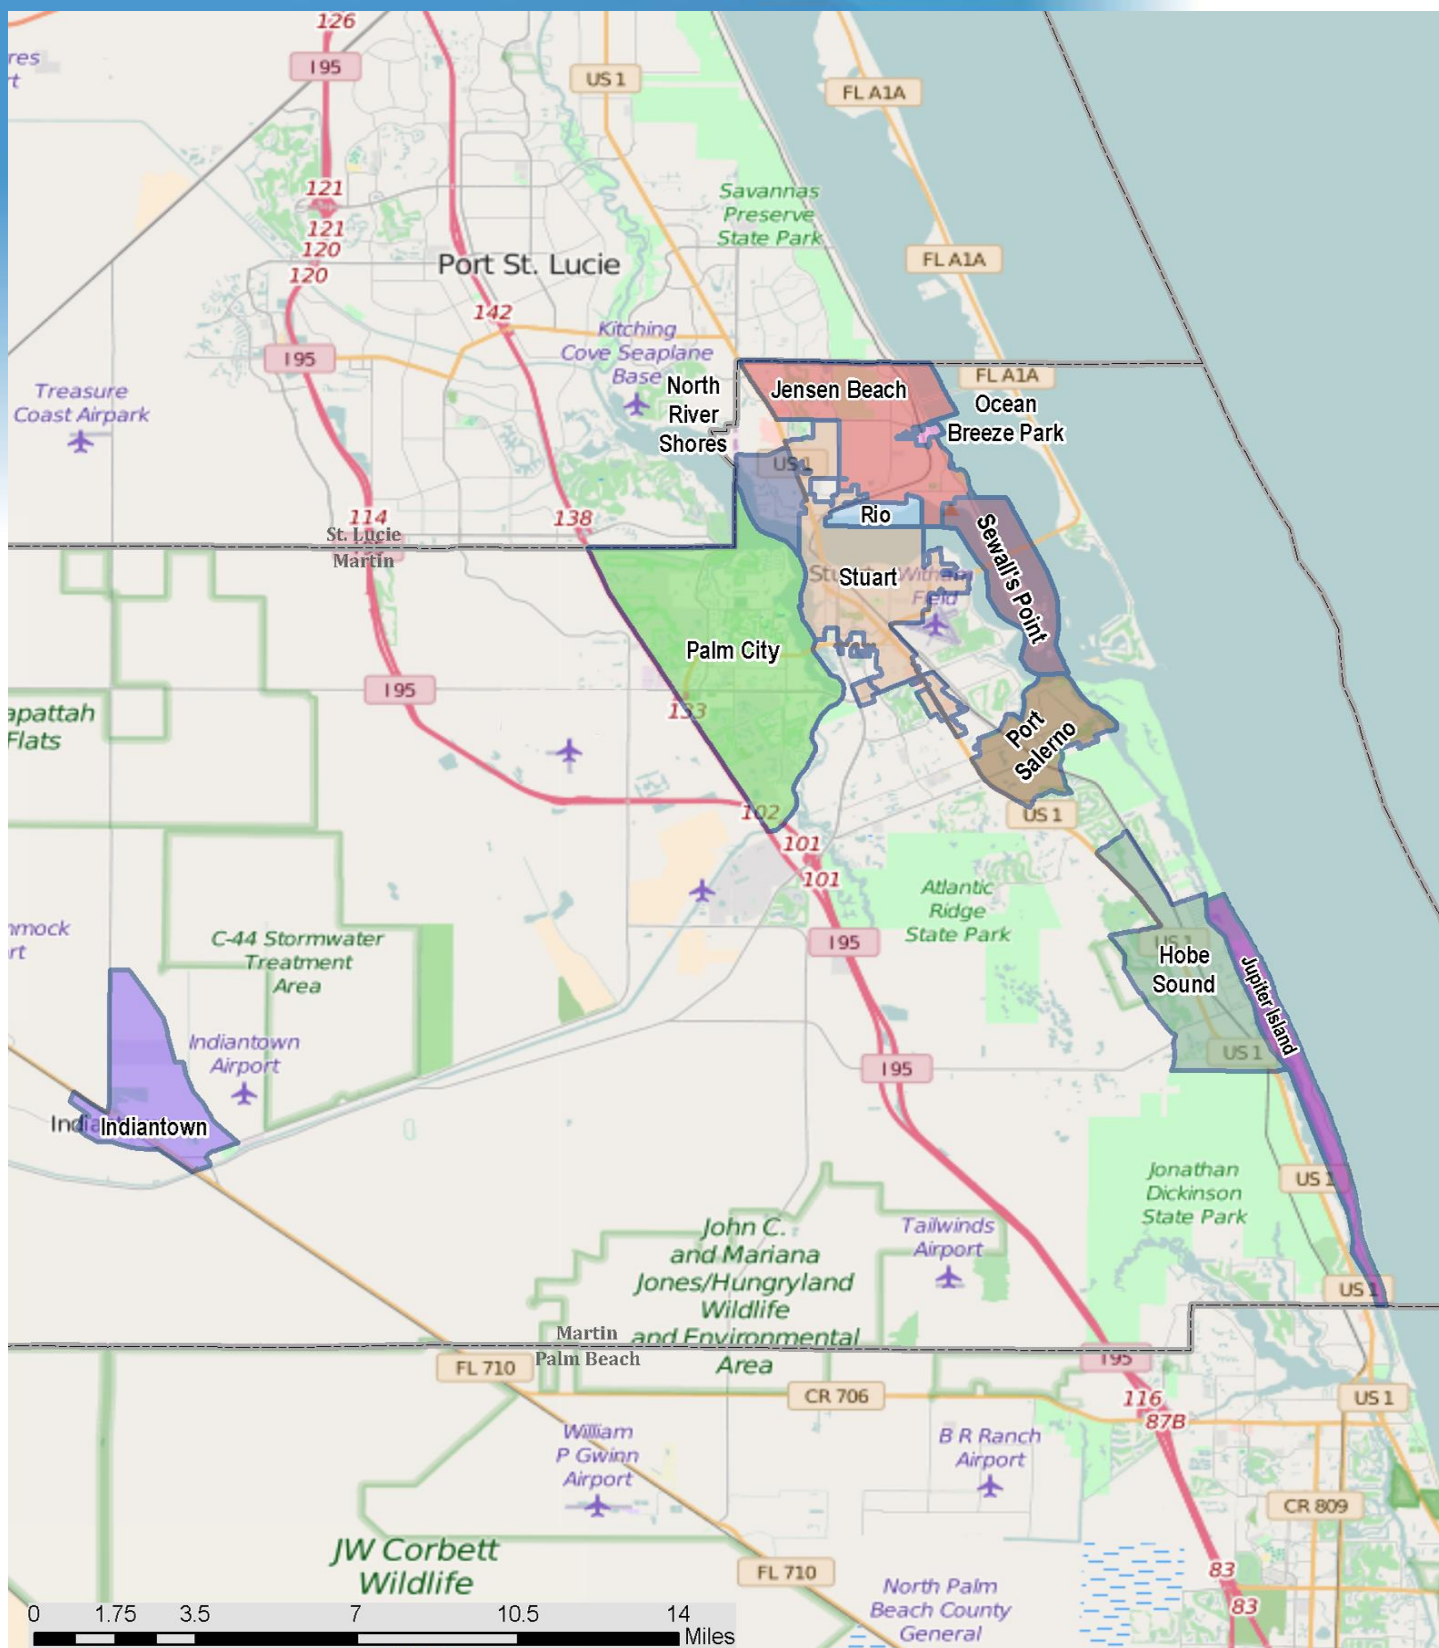 126
res
t
I 95
US 1
FL A1A
121
121
120
120
Savannas
Preserve
State Park
FL A1A
Port St. Lucie
142
Kitching
Cove Seaplane
Base
I 95
Treasure
Coast Airpark
North
River
Shores
Jensen Beach
FL A1A
Ocean
Breeze Park
US 1
114
138
St. Lucie
Martin
Rio
Sewall's Point
Stuart
Witham
Field
Palm City
I 95
133
apattah
Flats
Port
Salerno
102
US 1
101
101
Atlantic
Ridge
State Park
nmock
rt
C-44 Stormwater
Treatment
Area
I 95
US 1
Hobe
Sound
Jupiter Island
Indiantown
Airport
US 1
I 95
Indiantown
Jonathan
Dickinson
State Park
US 1
John C.
and Mariana
Jones/Hungryland
Wildlife
and Environmental
Area
Tailwinds
Airport
US 1
Martin
Palm Beach
I 95
FL 710
CR 706
116
87B
US 1
William
P Gwinn
Airport
B R Ranch
Airport
CR 809
JW Corbett
Wildlife
FL 710
83
83
North Palm
Beach County
General
0 1.75 3.5 7 10.5 14
Miles